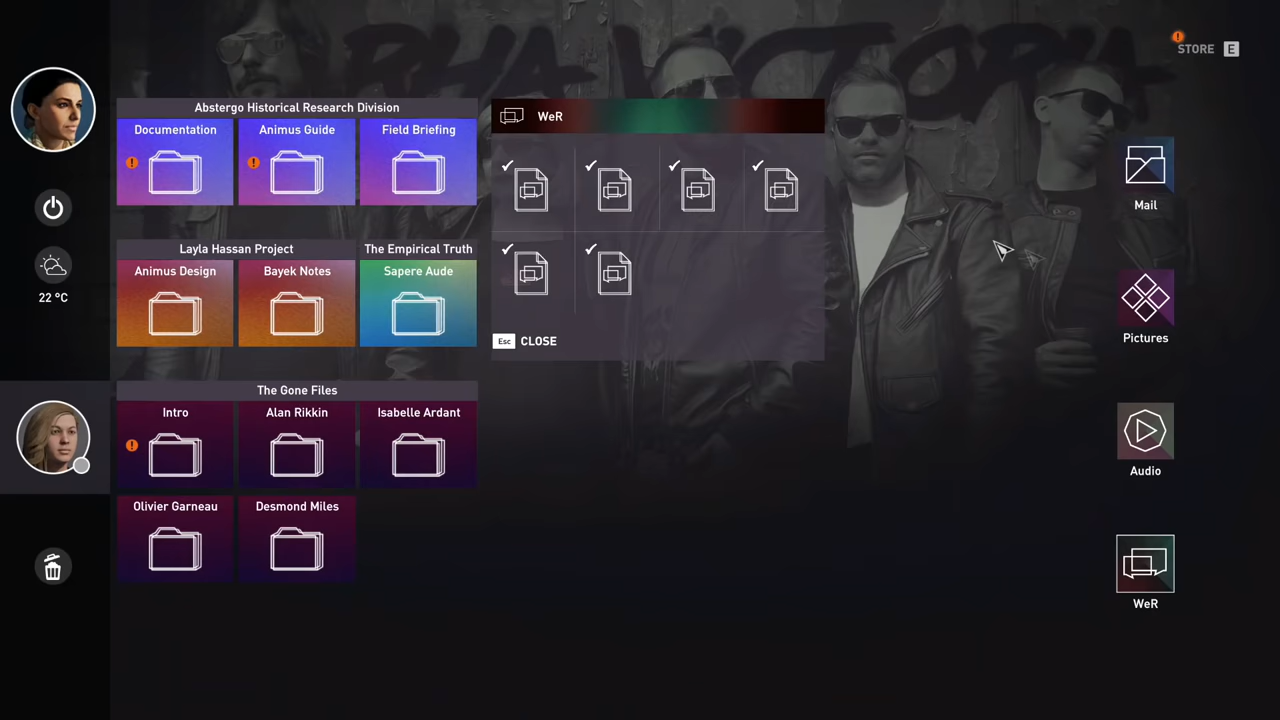 STORE E
Abstergo Historical Research Division
Documentation
Animus Guide
Field Briefing
WeR
Layla Hassan Project
The Empirical Truth
Animus Design
Bayek Notes
Sapere Aude
22 °C
Esc CLOSE
The Gone Files
Intro
Alan Rikkin
Isabelle Ardant
Olivier Garneau
Desmond Miles
Mail
Pictures
Audio
WeR